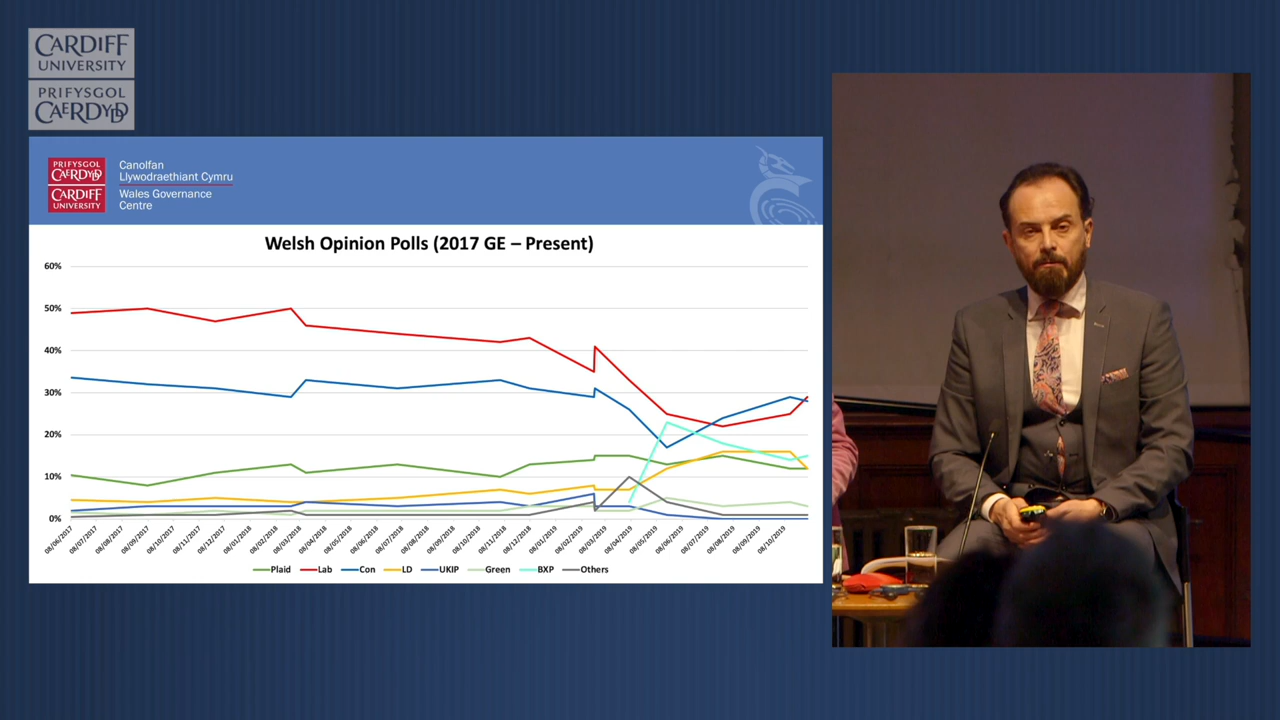 CARDIFF
UNIVERSITY
PRIFYSGOL
CAERDYDD
PRIFYSGOL
CAERDYDD
CARDIFF
UNIVERSITY
Canolfan
Llywodraethiant Cymru
Wales Governance
Centre
Welsh Opinion Polls (2017 GE – Present)
60%
50%
40%
30%
20%
10%
0%
08/06/2017 08/07/2017 08/08/2017 08/09/2017 08/10/2017 08/11/2017 08/12/2017 08/01/2018 08/02/2018 08/03/2018 08/04/2018 08/05/2018 08/06/2018 08/07/2018 08/08/2018 08/09/2018 08/10/2018 08/11/2018 08/12/2018 08/01/2019 08/02/2019 08/03/2019 08/04/2019 08/05/2019 08/06/2019 08/07/2019 08/08/2019 08/09/2019 08/10/2019
Plaid Lab Con LD UKIP Green BXP Others